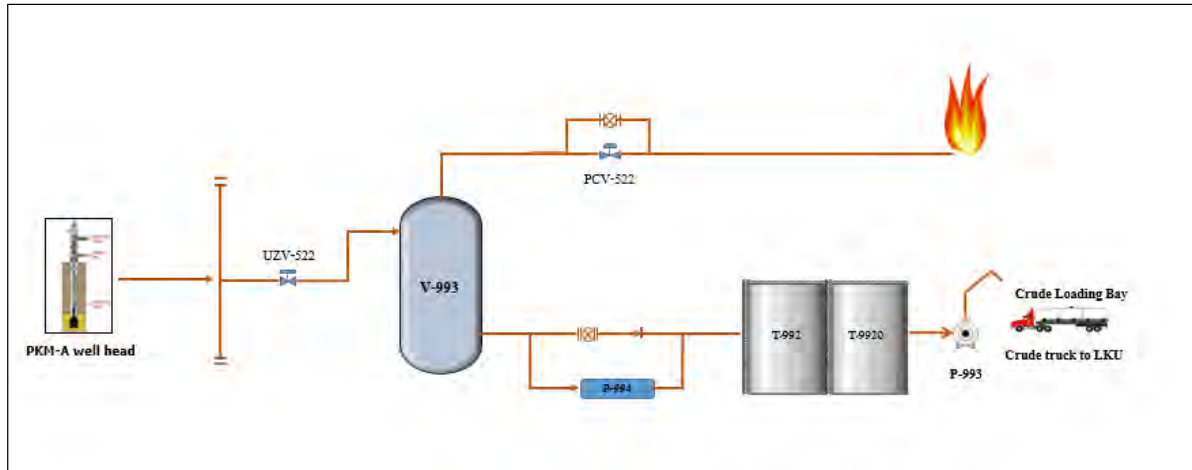 PCV-522
UZV-522
V-993
PKM-A well head
T-992
T-9920
P-994
P-993
Crude Loading Bay
Crude truck to LKU